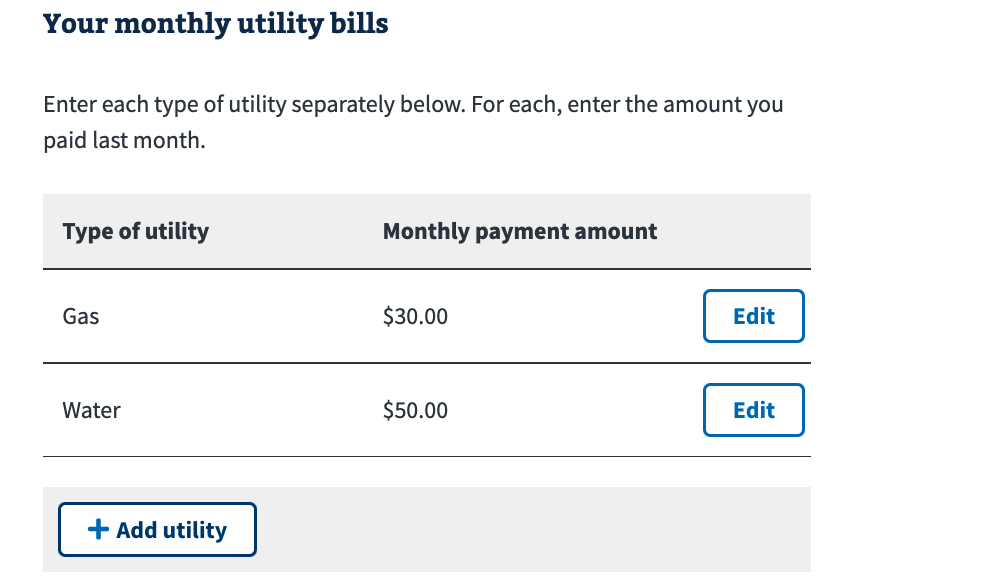 Your monthly utility bills
Enter each type of utility separately below. For each, enter the amount you
paid last month.
Type of utility Monthly payment amount
Gas $30.00 Edit
Water $50.00 Edit
+ Add utility